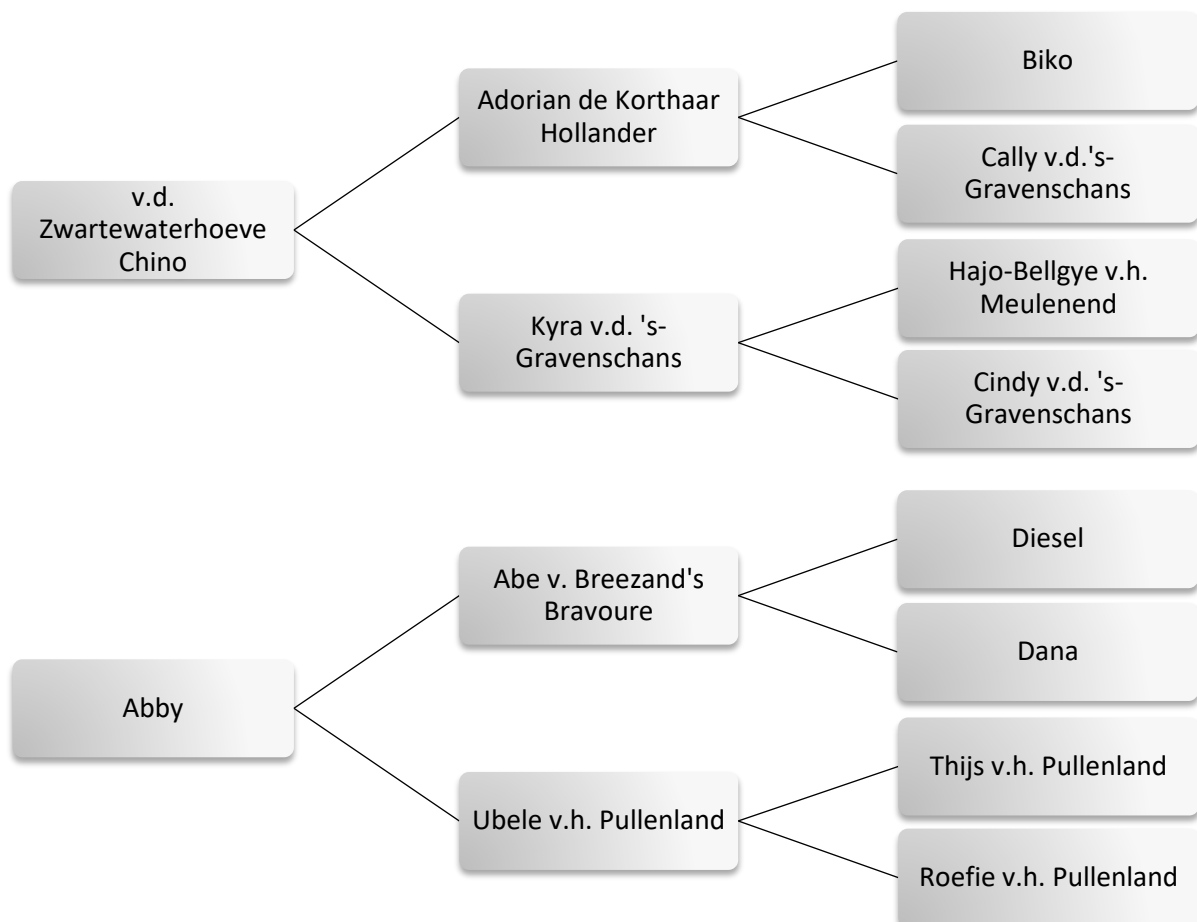 v.d.
Zwartewaterhoeve
Chino
Adorian de Korthaar
Hollander
Biko
Cally v.d.'s-
Gravenschans
Kyra v.d. 's-
Gravenschans
Hajo-Bellgye v.h.
Meulenend
Cindy v.d. 's-
Gravenschans
Abby
Abe v. Breezand's
Bravoure
Diesel
Dana
Ubele v.h. Pullenland
Thijs v.h. Pullenland
Roefie v.h. Pullenland